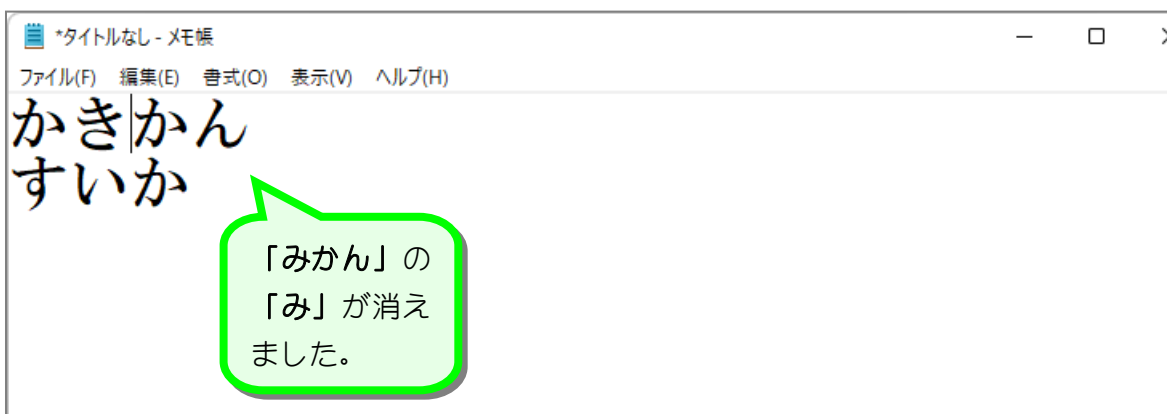 *タイトルなし - メモ帳
ファイル(F) 編集(E) 書式(O) 表示(V) ヘルプ(H)
かきかん
すいか
「みかん」の
「み」が消え
ました。